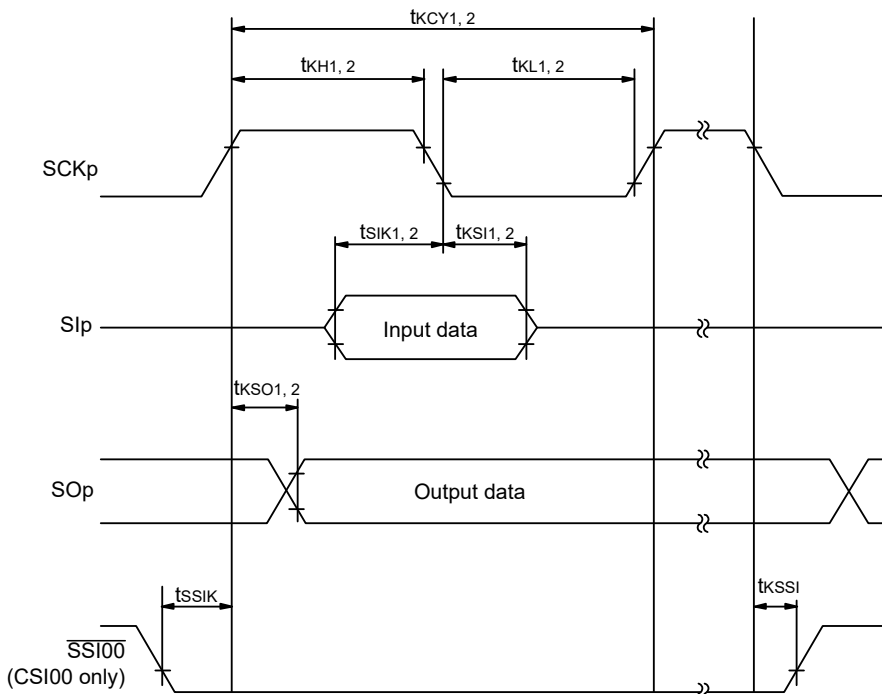 tKCY1, 2
tKH1, 2
tKL1, 2
SCKp
tSIK1, 2
tKSI1, 2
SIp
Input data
tKSO1, 2
SOp
Output data
tSSIK
tKSSI
SSI00
(CSI00 only)